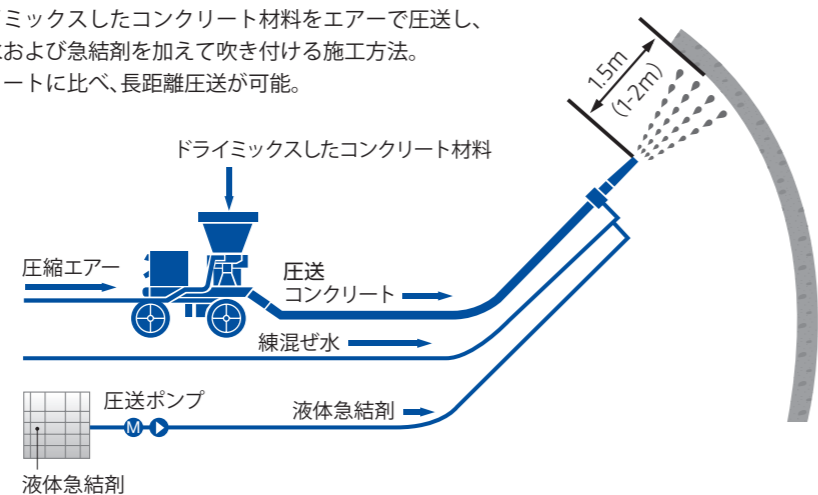 ミックスしたコンクリート材料をエアーで圧送し、
および急結剤を加えて吹き付ける施工方法。
ートに比べ、長距離圧送が可能。
1.5m
(1-2m)
ドライミックスしたコンクリート材料
圧縮エアー
圧送
コンクリート
練混ぜ水
圧送ポンプ
M
液体急結剤
液体急結剤